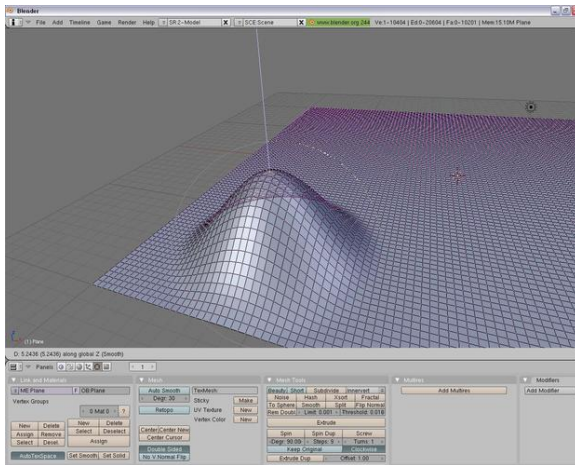 Blender
File Add Timeline Game Render Help SR:2-Model X SCE:Scene X www.blender.org 244 Ve:1-10404 | Ed:0-20604 | Fa:0-10201 | Mem:15.19M Plane
(1) Plane
D: 5.2436 (5.2436) along global Z (Smooth)
Panels 1
Link and Materials
ME:Plane F OB:Plane
Vertex Groups
0 Mat 0 ?
New Delete New Delete
Assign Remove Select Deselect
Select Desel. Assign
AutoTexSpace Set Smooth Set Solid
Mesh
Auto Smooth TexMesh:
Degr: 30 Sticky Make
Retopo UV Texture New
Vertex Color New
Center Center New
Center Cursor
Double Sided
No V.Normal Flip
Mesh Tools
Beauty Short Subdivide Innervert
Noise Hash Xsort Fractal
To Sphere Smooth Split Flip Normal
Rem Doubl Limit: 0.001 Threshold: 0.010
Extrude
Spin Spin Dup Screw
Degr: 90.00 Steps: 9 Turns: 1
Keep Original Clockwise
Extrude Dup Offset: 1.00
Multires
Add Multires
Modifiers
Add Modifier